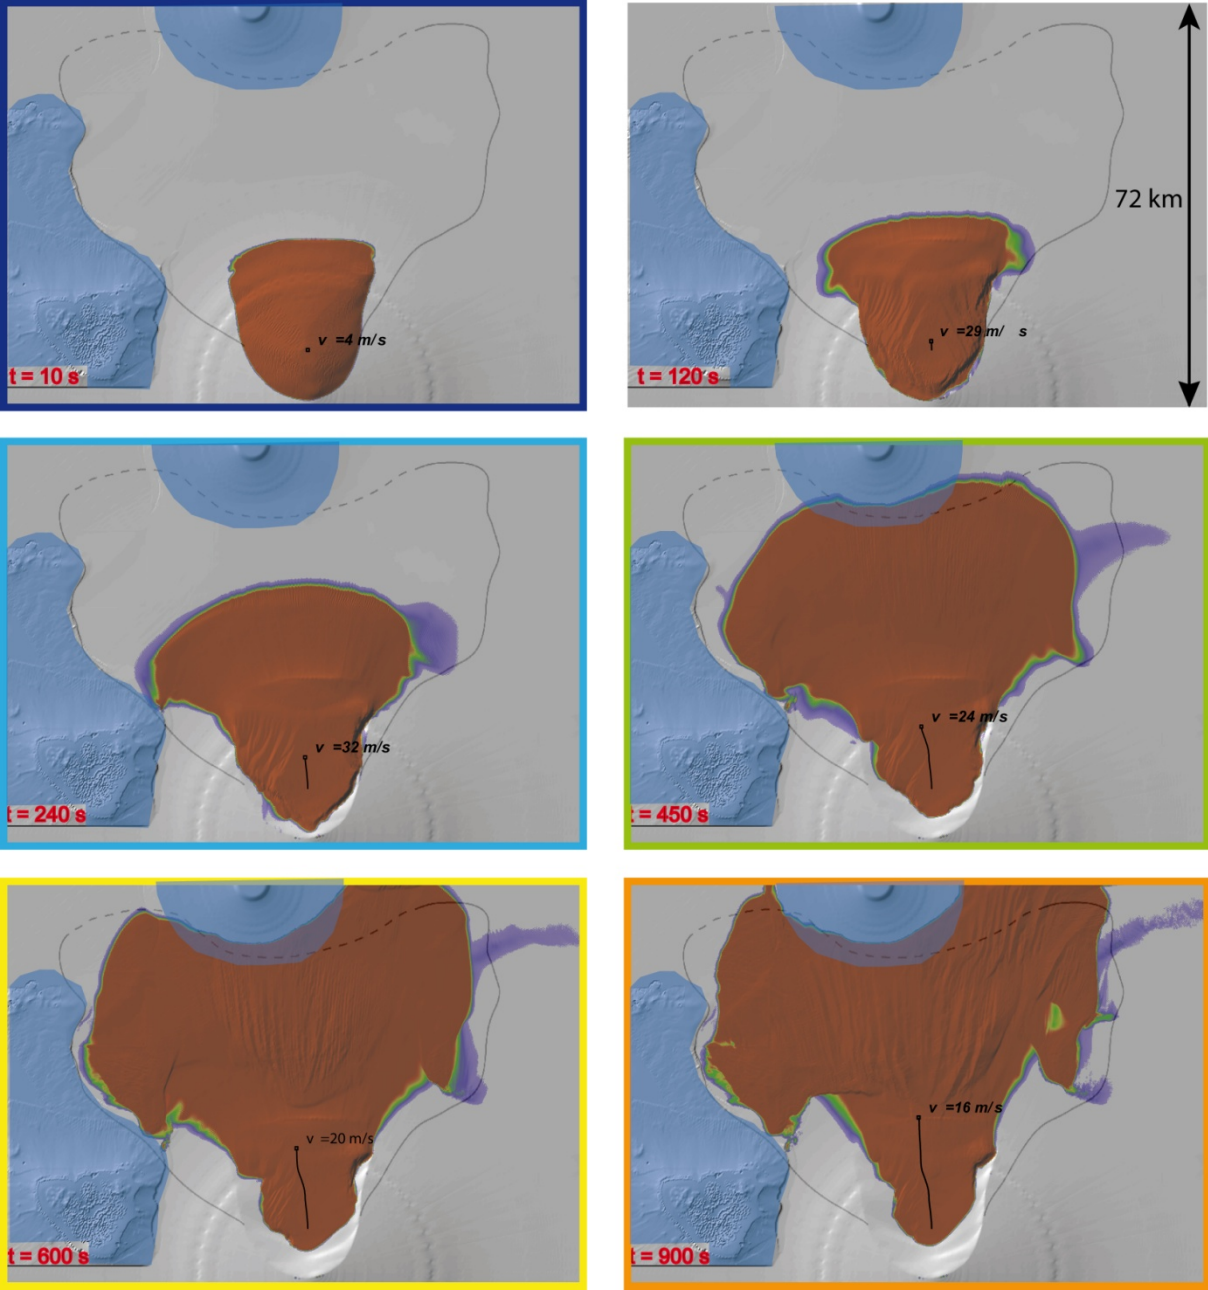 v =4 m/s
t = 10 s
72 km
v =29 m/ s
t = 120 s
v =32 m/s
t = 240 s
v =24 m/s
t = 450 s
v =20 m/s
t = 600 s
v =16 m/s
t = 900 s